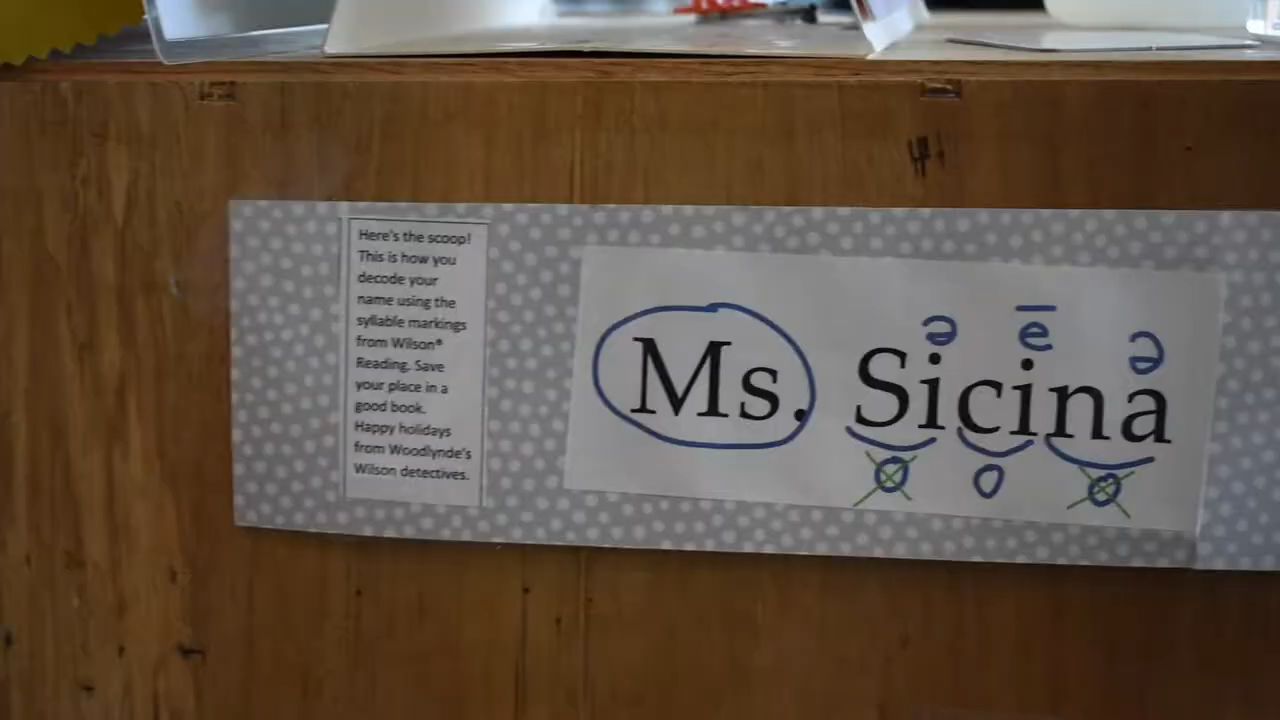 Here's the scoop!
This is how you
decode your
name using the
syllable markings
from Wilson®
Reading. Save
your place in a
good book.
Happy holidays
from Woodlynde's
Wilson detectives.
ə ē ə
Ms. Sicina
o o o